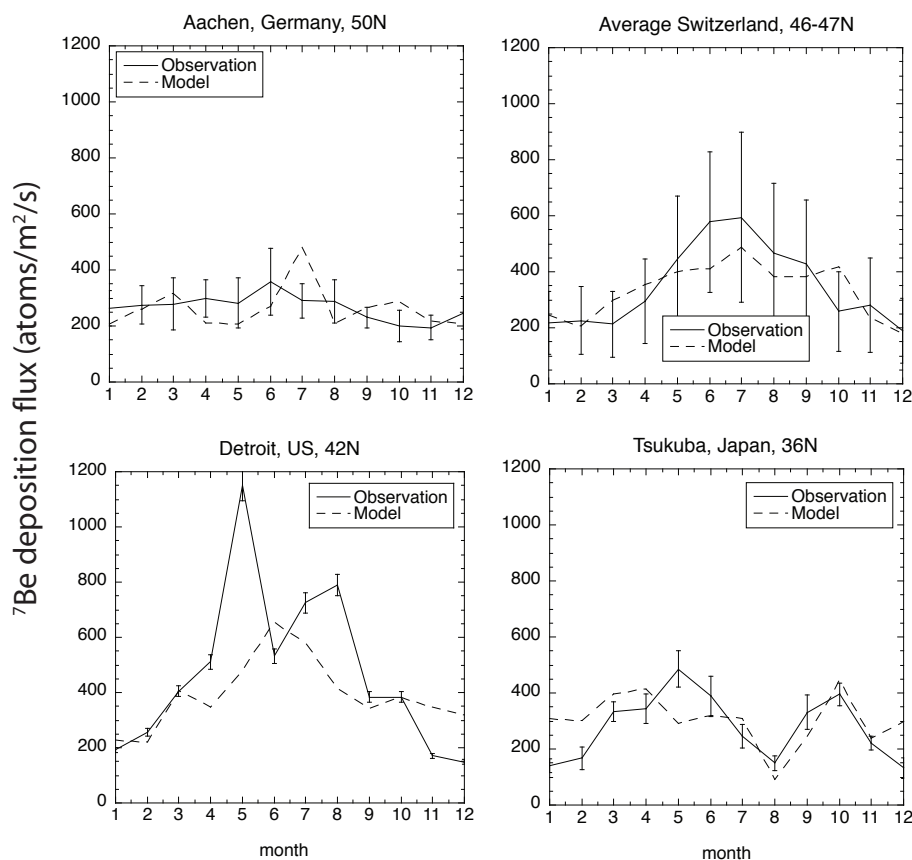 Aachen, Germany, 50N
1200
1000
800
600
400
200
0
Observation
Model
1 2 3 4 5 6 7 8 9 10 11 12
Average Switzerland, 46-47N
1200
1000
800
600
400
200
0
Observation
Model
1 2 3 4 5 6 7 8 9 10 11 12
⁷Be deposition flux (atoms/m²/s)
Detroit, US, 42N
1200
1000
800
600
400
200
0
Observation
Model
1 2 3 4 5 6 7 8 9 10 11 12
month
Tsukuba, Japan, 36N
1200
1000
800
600
400
200
0
Observation
Model
1 2 3 4 5 6 7 8 9 10 11 12
month